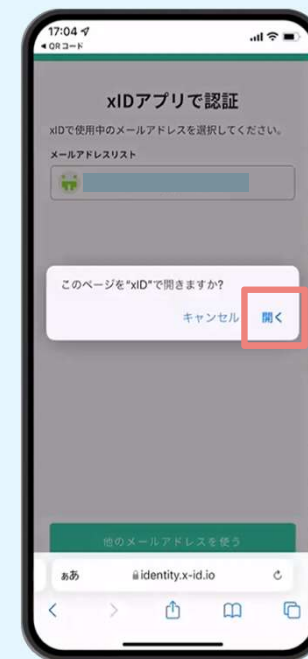 17:04
◀ QRコード
xIDアプリで認証
xIDで使用中のメールアドレスを選択してください。
メールアドレスリスト
このページを"xID"で開きますか?
キャンセル 開く
他のメールアドレスを使う
ぁあ identity.x-id.io